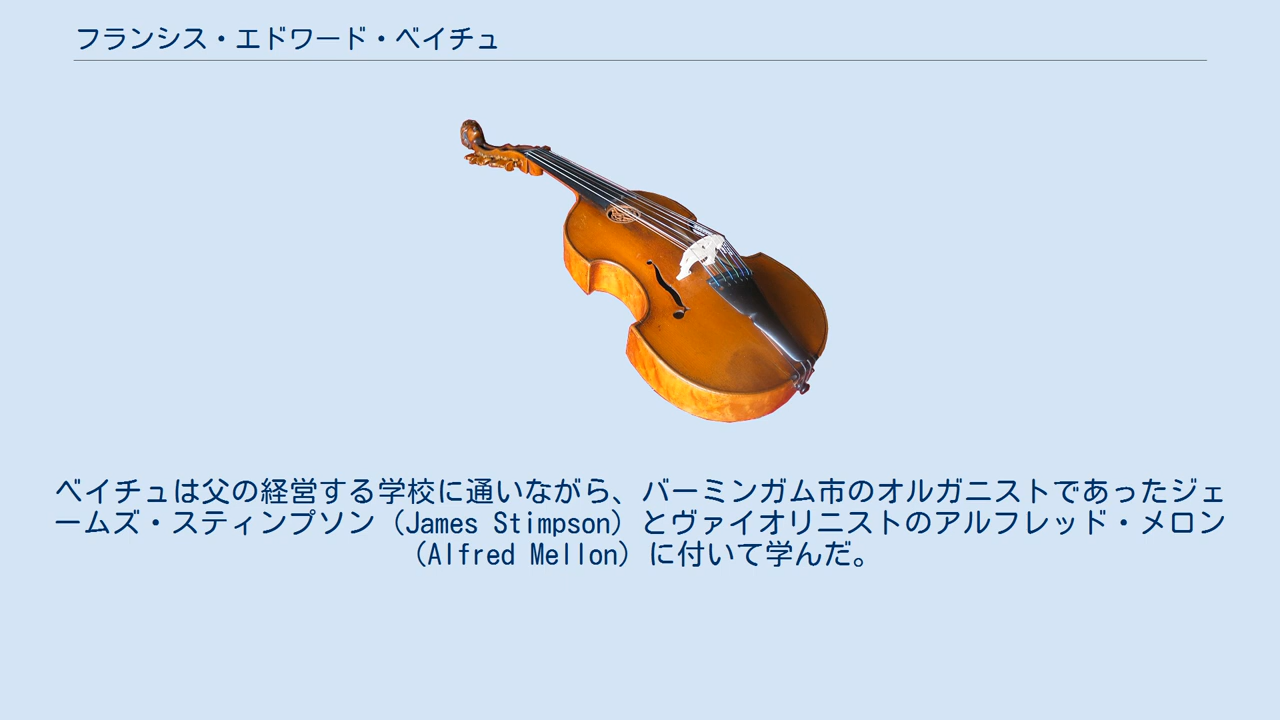 フランシス・エドワード・ベイチュ
ベイチュは父の経営する学校に通いながら、バーミンガム市のオルガニストであったジェ
ームズ・スティンプソン（James Stimpson）とヴァイオリニストのアルフレッド・メロン
（Alfred Mellon）に付いて学んだ。